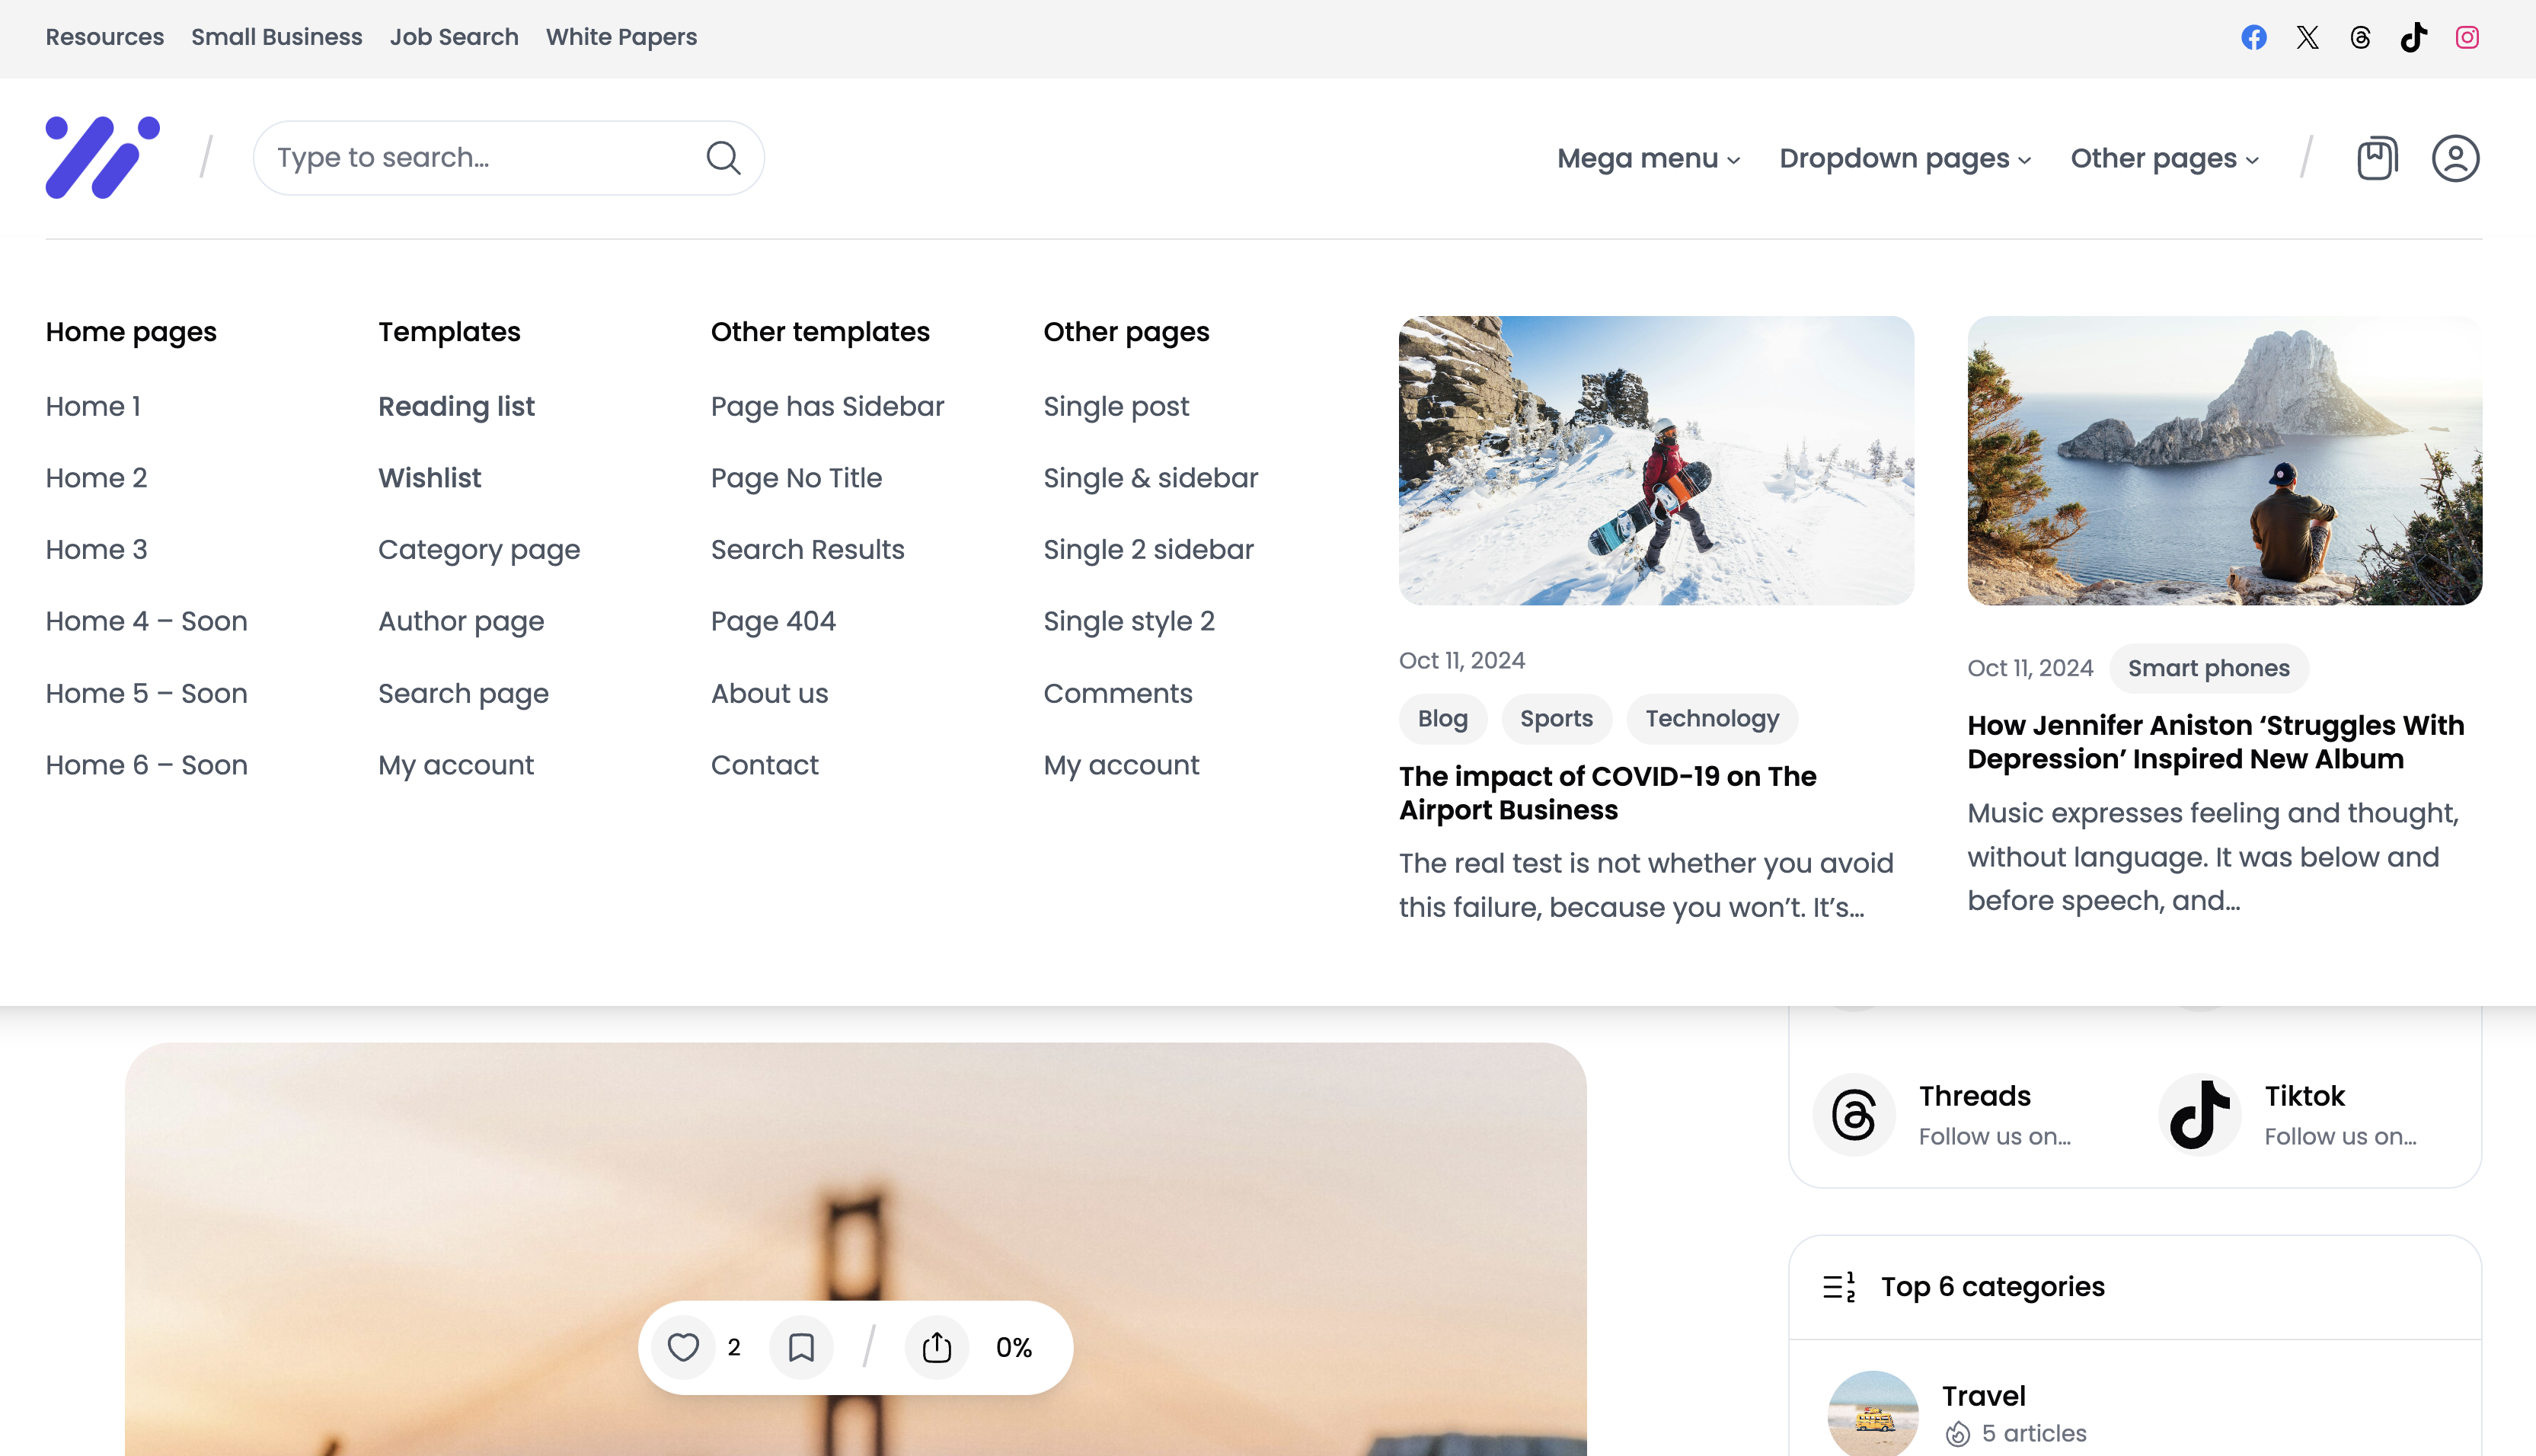 Resources Small Business Job Search White Papers
Type to search...
Mega menu Dropdown pages Other pages
Home pages
Home 1
Home 2
Home 3
Home 4 – Soon
Home 5 – Soon
Home 6 – Soon
Templates
Reading list
Wishlist
Category page
Author page
Search page
My account
Other templates
Page has Sidebar
Page No Title
Search Results
Page 404
About us
Contact
Other pages
Single post
Single & sidebar
Single 2 sidebar
Single style 2
Comments
My account
Oct 11, 2024
Blog Sports Technology
The impact of COVID-19 on The
Airport Business
The real test is not whether you avoid
this failure, because you won’t. It’s...
Oct 11, 2024 Smart phones
How Jennifer Aniston ‘Struggles With
Depression’ Inspired New Album
Music expresses feeling and thought,
without language. It was below and
before speech, and...
Threads
Follow us on...
Tiktok
Follow us on...
2 0%
Top 6 categories
Travel
5 articles